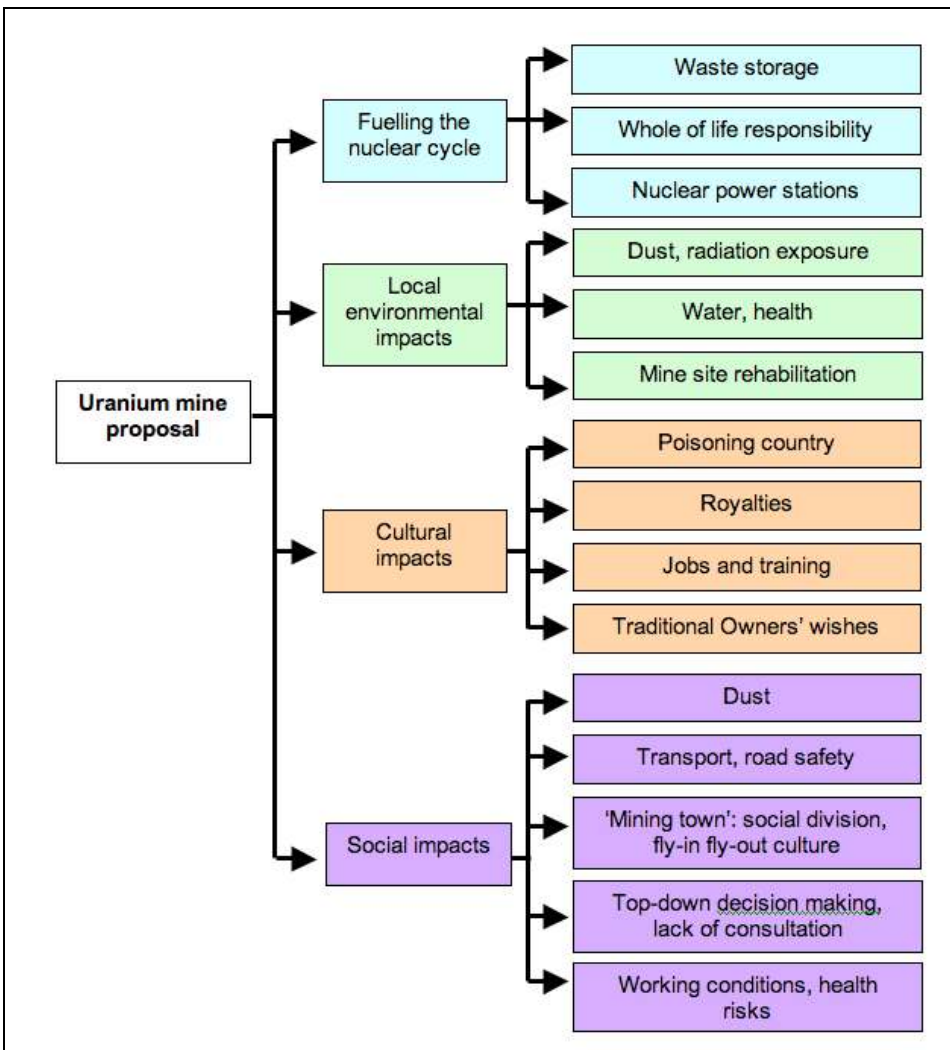 Uranium mine
proposal
Fuelling the
nuclear cycle
Waste storage
Whole of life responsibility
Nuclear power stations
Local
environmental
impacts
Dust, radiation exposure
Water, health
Mine site rehabilitation
Cultural
impacts
Poisoning country
Royalties
Jobs and training
Traditional Owners’ wishes
Social impacts
Dust
Transport, road safety
‘Mining town’: social division,
fly-in fly-out culture
Top-down decision making,
lack of consultation
Working conditions, health
risks